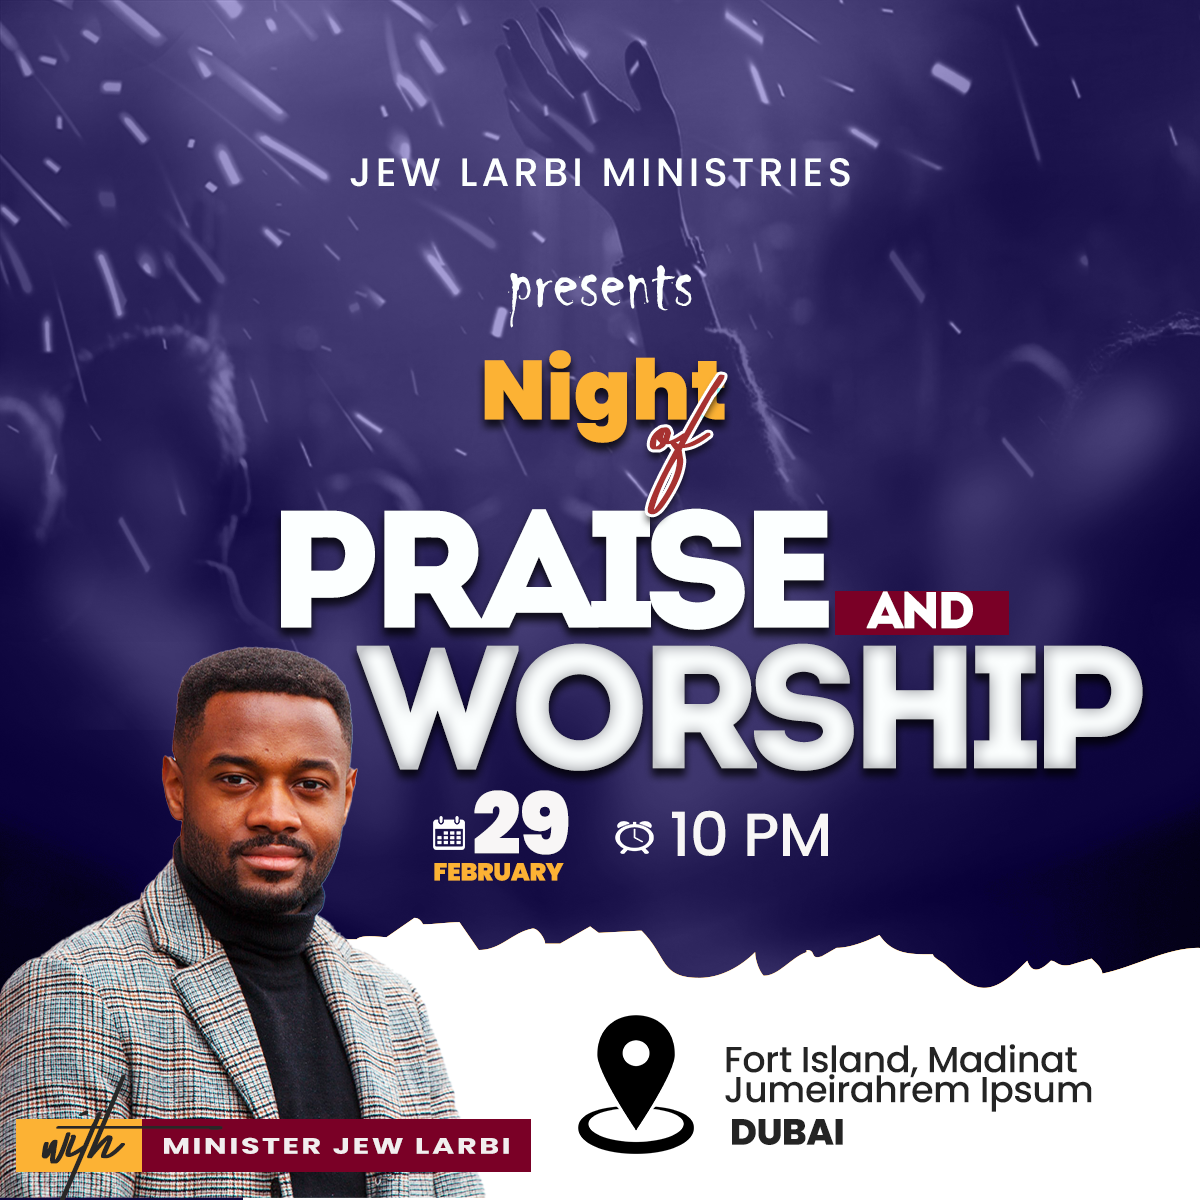 JEW LARBI MINISTRIES
presents
Night
of
PRAISE
AND
WORSHIP
29
FEBRUARY
10 PM
Fort Island, Madinat
Jumeirahrem Ipsum
DUBAI
with
MINISTER JEW LARBI